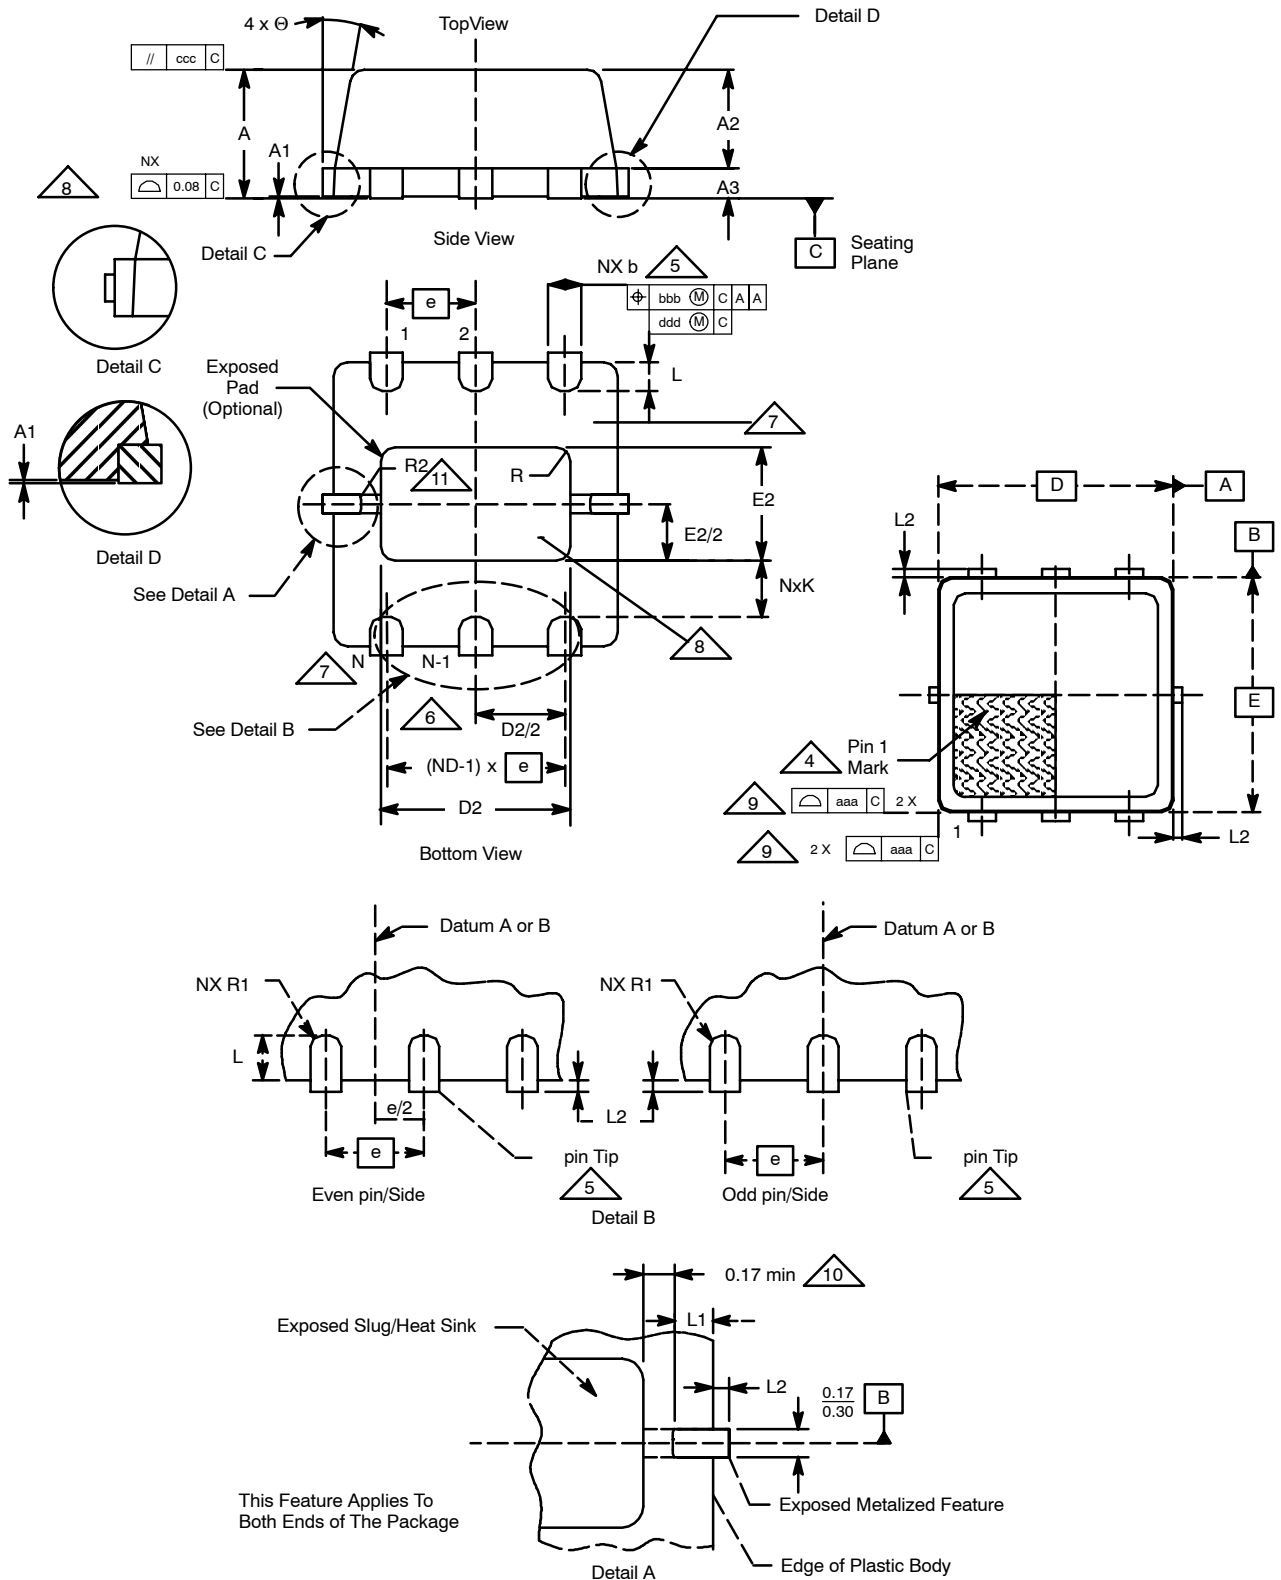 4 x Θ
TopView
Detail D
// ccc C
A
A1
A2
A3
NX
8
⌓ 0.08 C
Detail C
Side View
C
Seating
Plane
NX b
5
⌖ bbb Ⓜ C A A
ddd Ⓜ C
e
1
2
L
Detail C
Exposed
Pad
(Optional)
7
A1
R2
11
R
E2
E2/2
Detail D
See Detail A
NxK
8
7
N
N-1
6
See Detail B
D2/2
(ND-1) x e
D2
Bottom View
D
A
L2
B
E
4
Pin 1
Mark
9
⌓ aaa C 2 X
1
L2
9
2 X ⌓ aaa C
Datum A or B
Datum A or B
NX R1
NX R1
L
e/2
L2
e
e
pin Tip
5
pin Tip
5
Even pin/Side
Odd pin/Side
Detail B
0.17 min
10
L1
Exposed Slug/Heat Sink
L2
0.17
0.30
B
This Feature Applies To
Both Ends of The Package
Exposed Metalized Feature
Edge of Plastic Body
Detail A